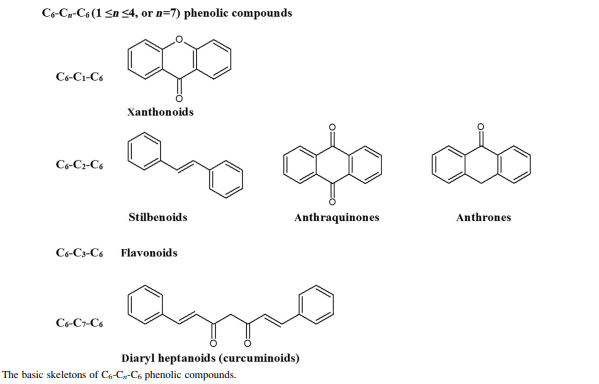 C₆-Cₙ-C₆ (1 ≤n ≤4, or n=7) phenolic compounds
O
C₆-C₁-C₆
O
Xanthonoids
O
O
C₆-C₂-C₆
O
Stilbenoids Anthraquinones Anthrones
C₆-C₃-C₆ Flavonoids
C₆-C₇-C₆
O O
Diaryl heptanoids (curcuminoids)
The basic skeletons of C₆-Cₙ-C₆ phenolic compounds.